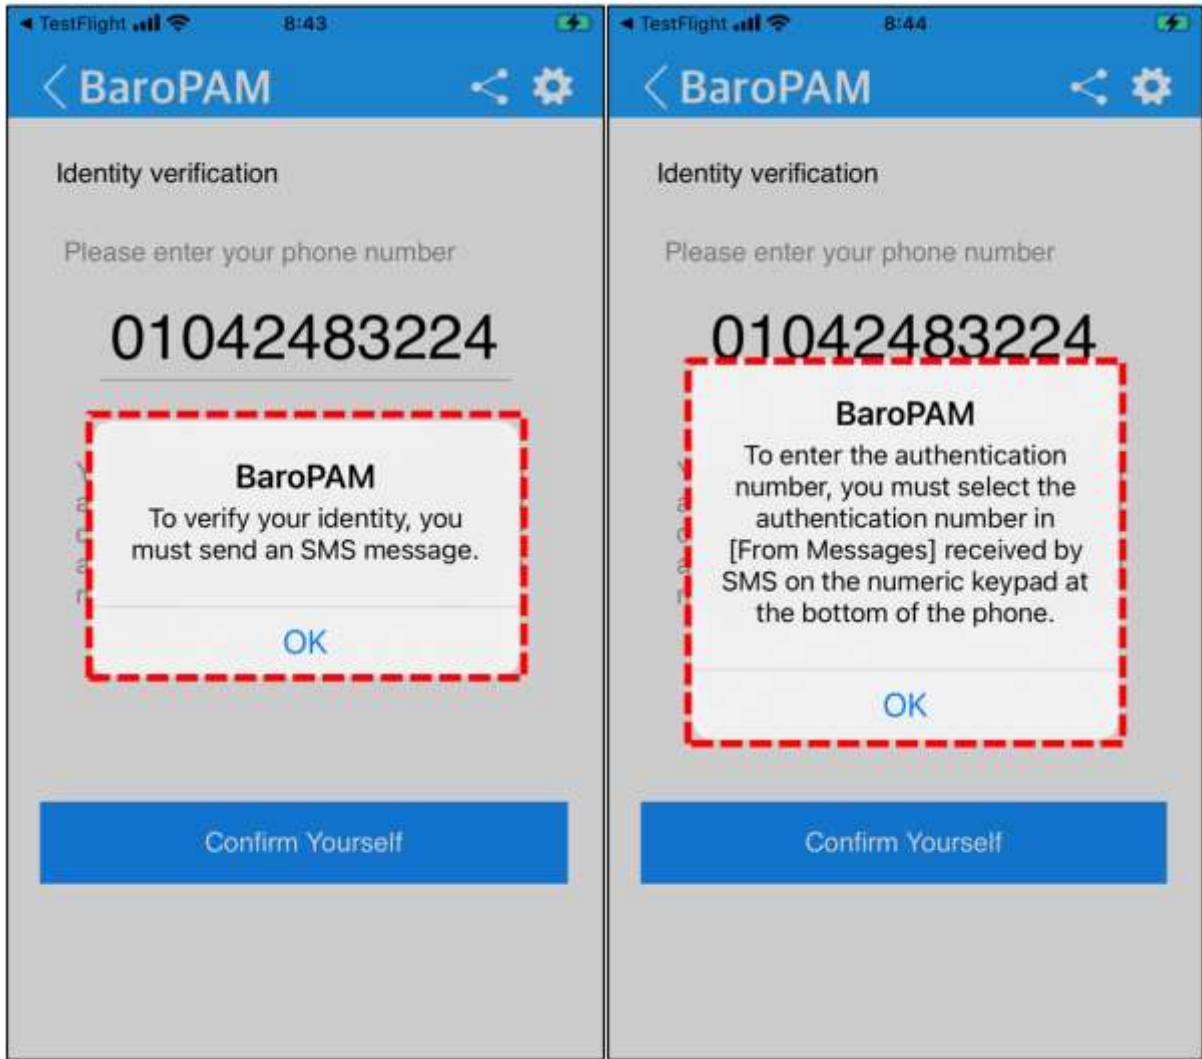 TestFlight
8:43
BaroPAM
Identity verification
Please enter your phone number
01042483224
BaroPAM
To verify your identity, you
must send an SMS message.
OK
Confirm Yourself
TestFlight
8:44
BaroPAM
Identity verification
Please enter your phone number
01042483224
BaroPAM
To enter the authentication
number, you must select the
authentication number in
[From Messages] received by
SMS on the numeric keypad at
the bottom of the phone.
OK
Confirm Yourself